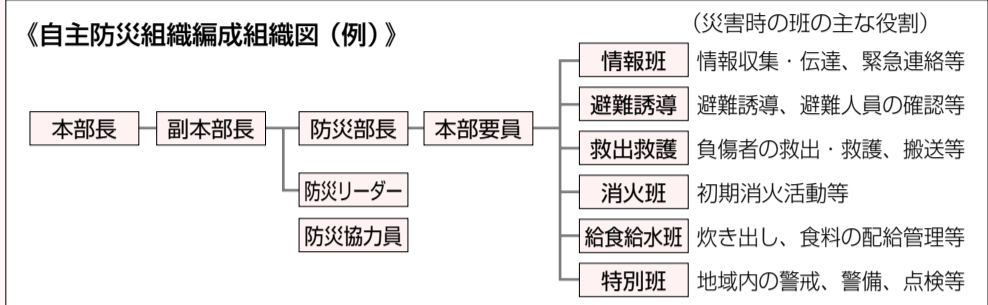 《自主防災組織編成組織図（例）》
（災害時の班の主な役割）
本部長
副本部長
防災部長
本部要員
防災リーダー
防災協力員
情報班 情報収集・伝達、緊急連絡等
避難誘導 避難誘導、避難人員の確認等
救出救護 負傷者の救出・救護、搬送等
消火班 初期消火活動等
給食給水班 炊き出し、食料の配給管理等
特別班 地域内の警戒、警備、点検等